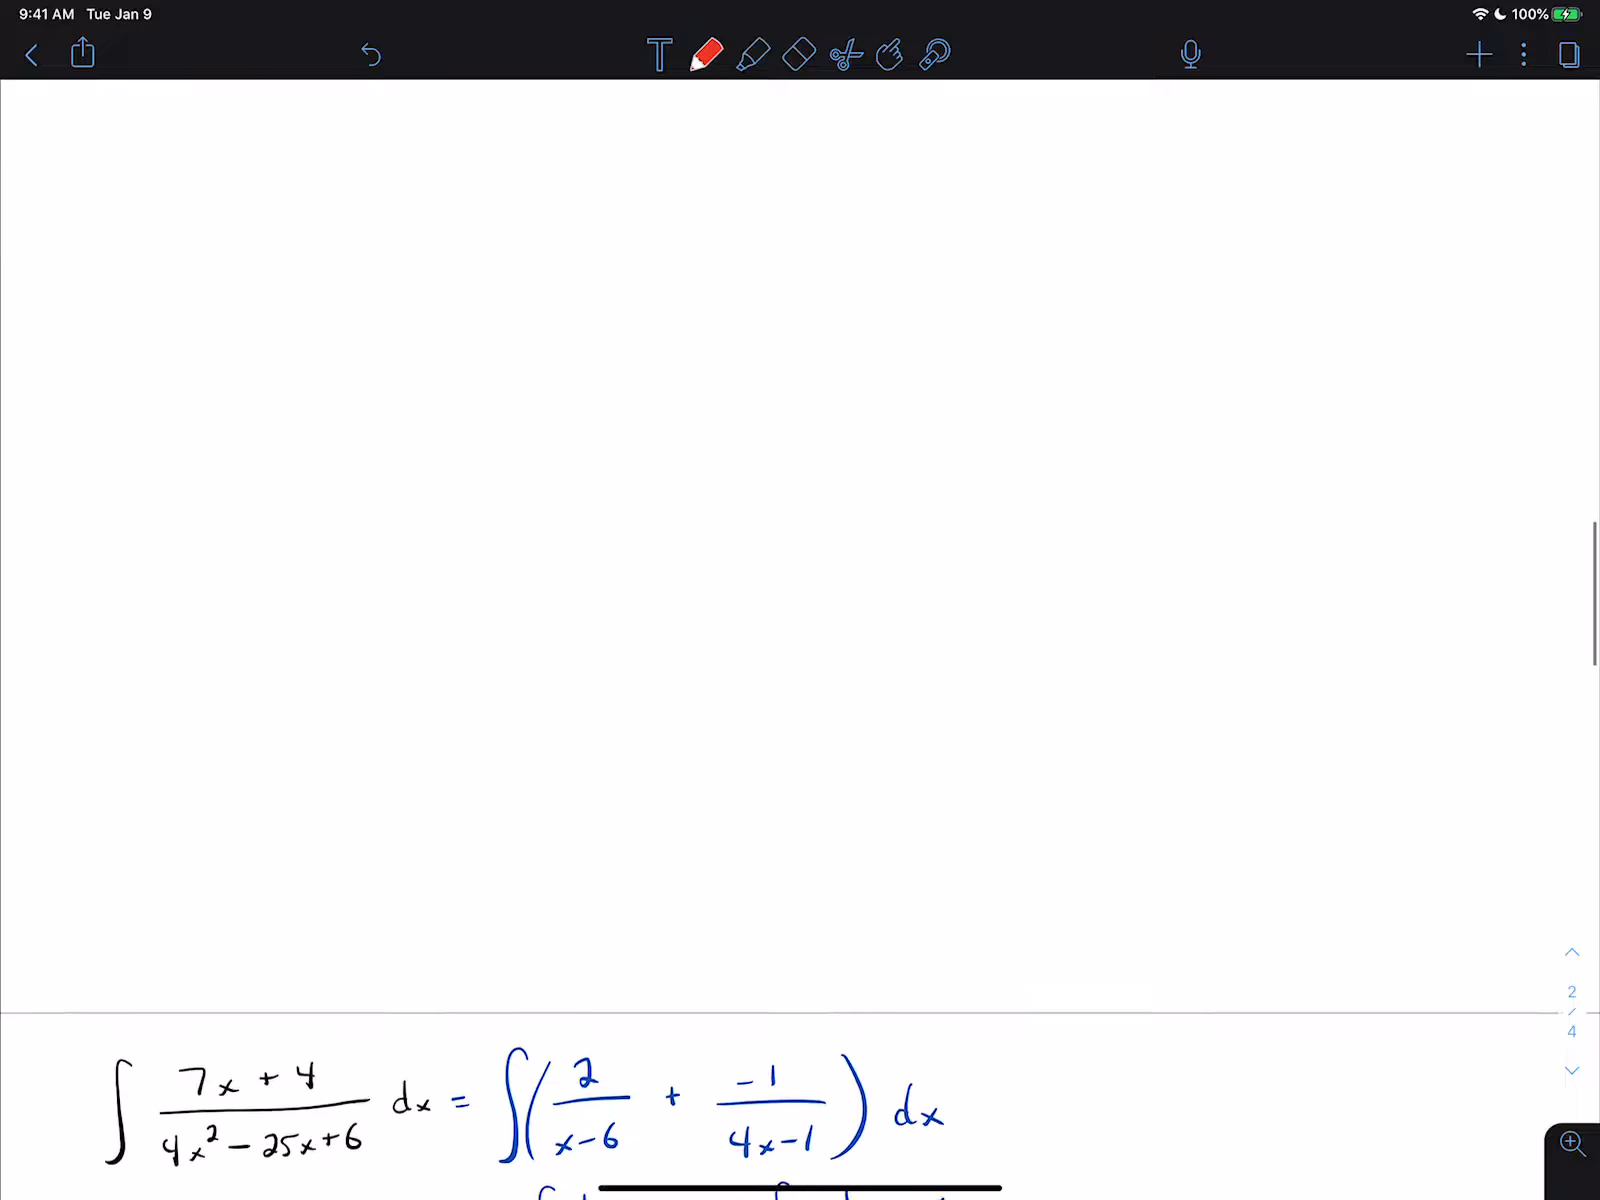 9:41 AM Tue Jan 9 100%
T
2
/
4
∫ (7x + 4)/(4x² − 25x + 6) dx = ∫ ( 2/(x−6) + −1/(4x−1) ) dx